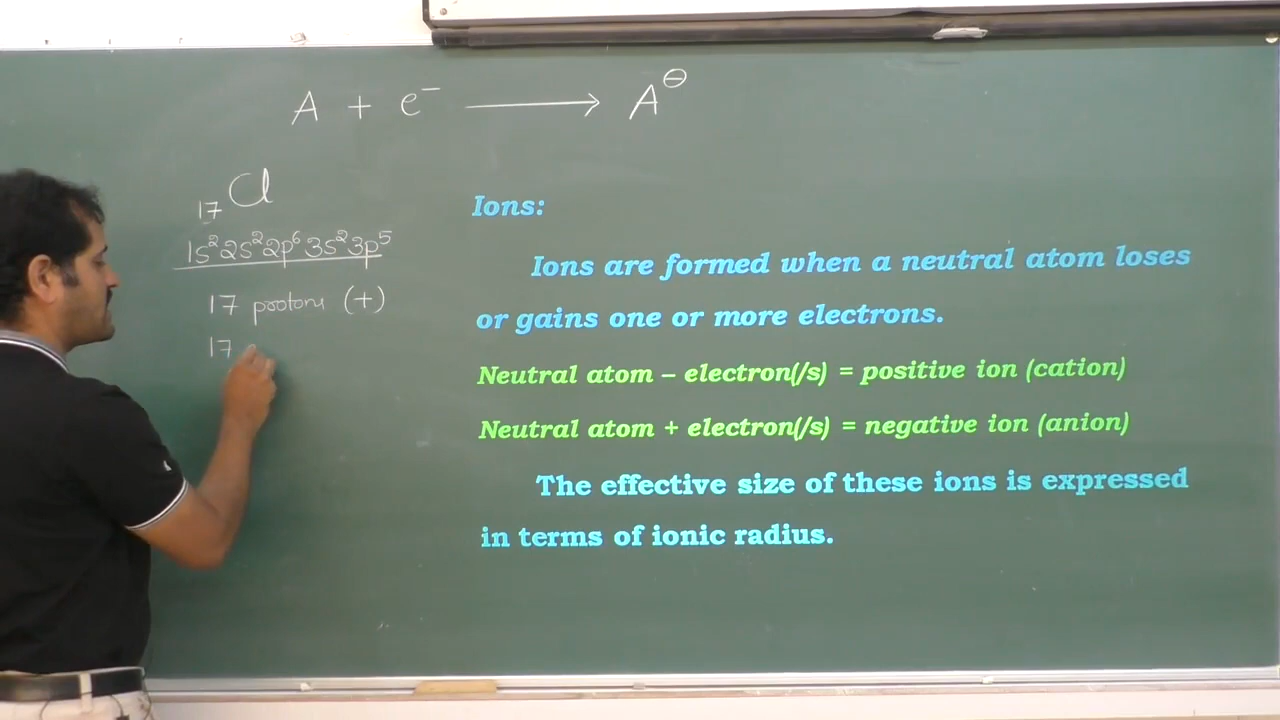 A + e⁻ ⟶ A⊖
₁₇Cl
1s²2s²2p⁶3s²3p⁵
17 protons (+)
17
Ions:
Ions are formed when a neutral atom loses
or gains one or more electrons.
Neutral atom – electron(/s) = positive ion (cation)
Neutral atom + electron(/s) = negative ion (anion)
The effective size of these ions is expressed
in terms of ionic radius.